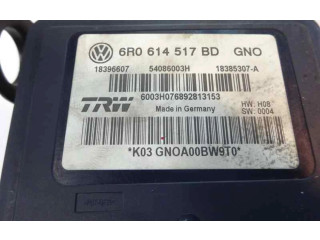 6R0 614 517 BD GNO
18396607 54086003H 18385307-A
6003H076892813153
TRW Made in Germany HW: H08
SW: 0004
*K03 GNOA00BW9T0*